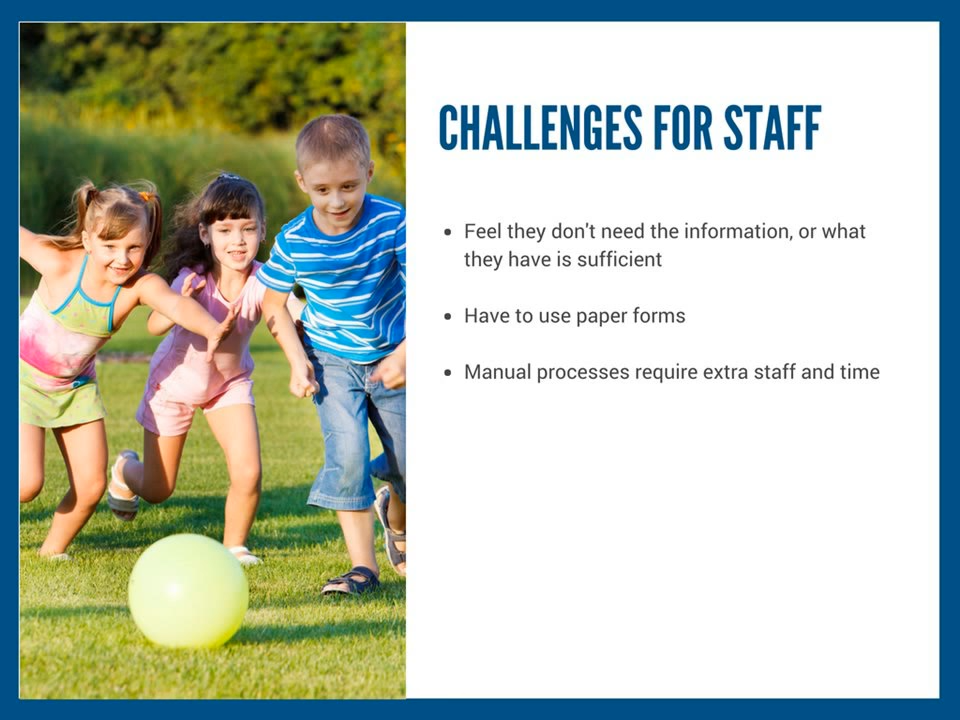 CHALLENGES FOR STAFF
• Feel they don't need the information, or what
they have is sufficient
• Have to use paper forms
• Manual processes require extra staff and time